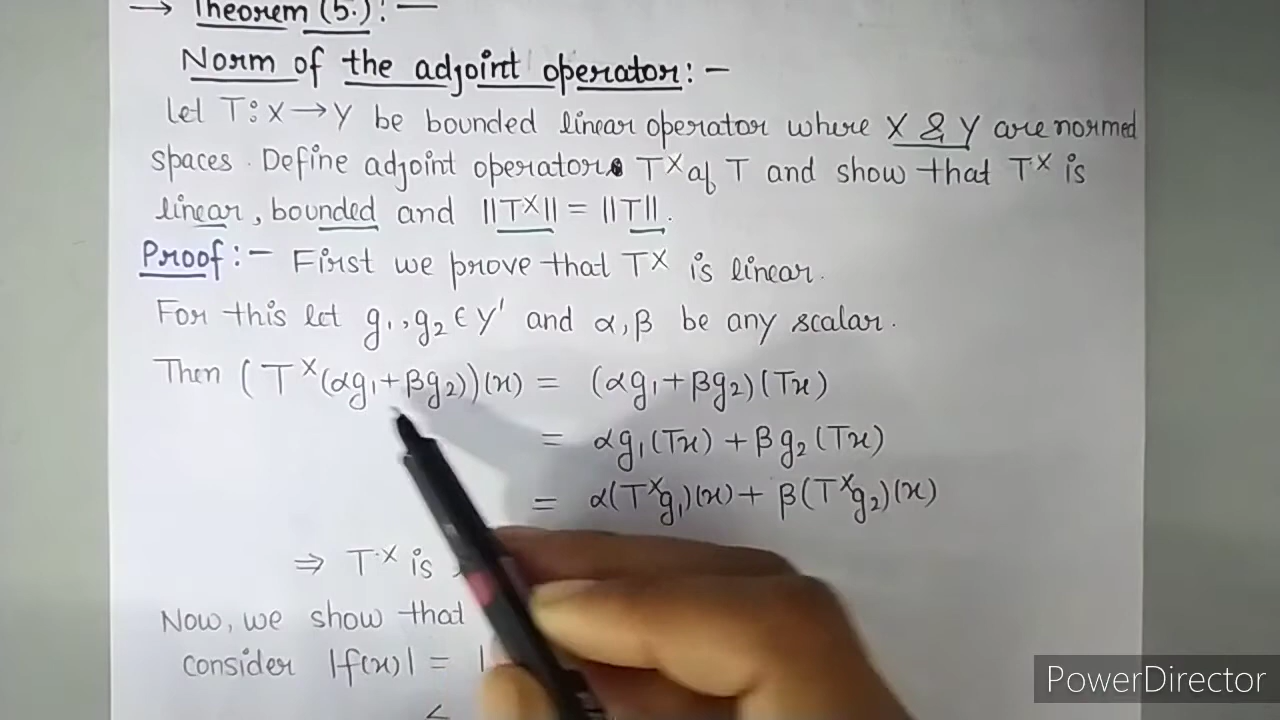 → Theorem (5.):—
Norm of the adjoint operator:—
Let T: X → Y be bounded linear operator where X & Y are normed
spaces. Define adjoint operator T× of T and show that T× is
linear, bounded and ||T×|| = ||T||.
Proof:— First we prove that T× is linear.
For this let g₁, g₂ ∈ Y' and α, β be any scalar.
Then (T×(αg₁+βg₂))(x) = (αg₁+βg₂)(Tx)
= αg₁(Tx) + βg₂(Tx)
= α(T×g₁)(x) + β(T×g₂)(x)
⇒ T× is
Now, we show that
consider |f(x)| = |
≤
PowerDirector